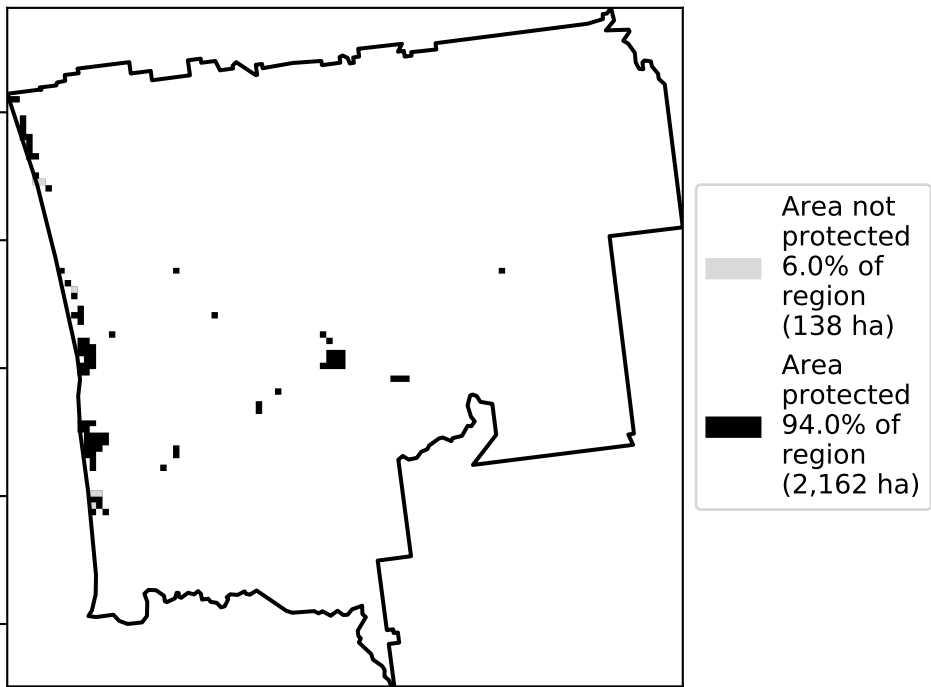 Area not
protected
6.0% of
region
(138 ha)
Area
protected
94.0% of
region
(2,162 ha)